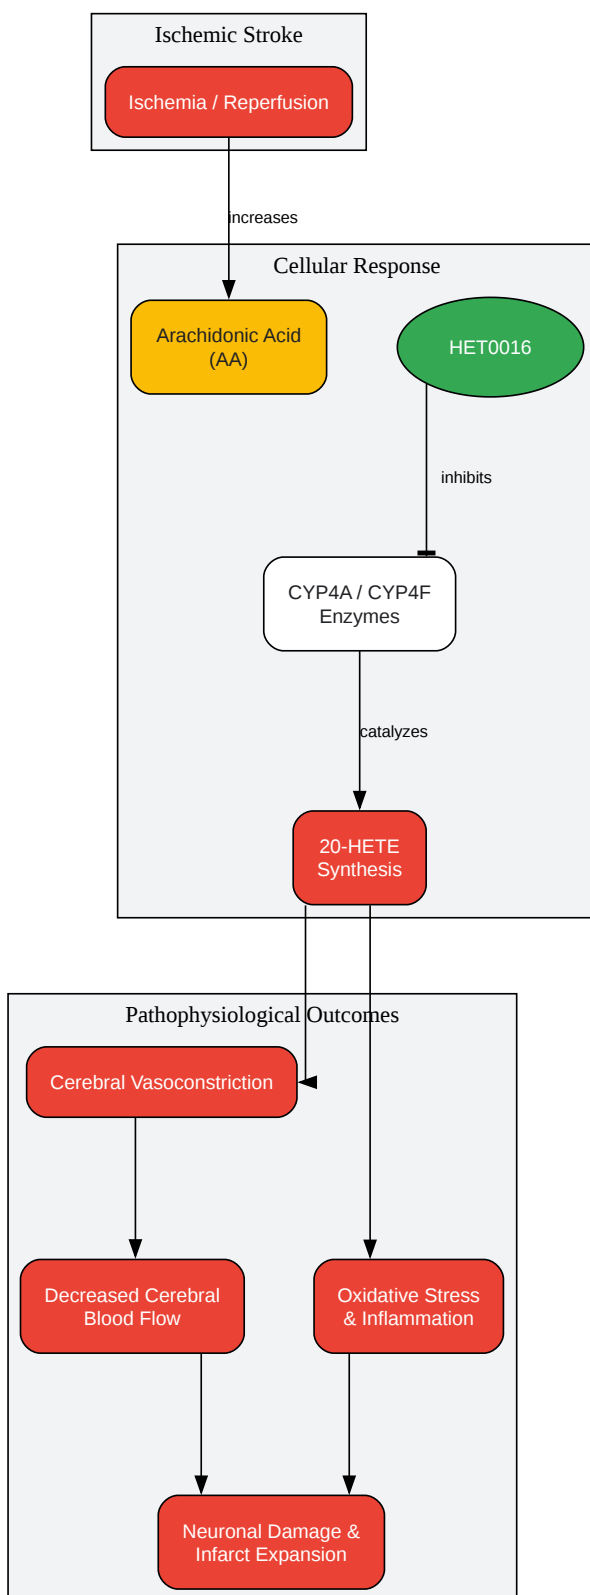 Ischemic Stroke
Ischemia / Reperfusion
increases
Cellular Response
Arachidonic Acid
(AA)
HET0016
inhibits
CYP4A / CYP4F
Enzymes
catalyzes
20-HETE
Synthesis
Pathophysiological Outcomes
Cerebral Vasoconstriction
Decreased Cerebral
Blood Flow
Oxidative Stress
& Inflammation
Neuronal Damage &
Infarct Expansion